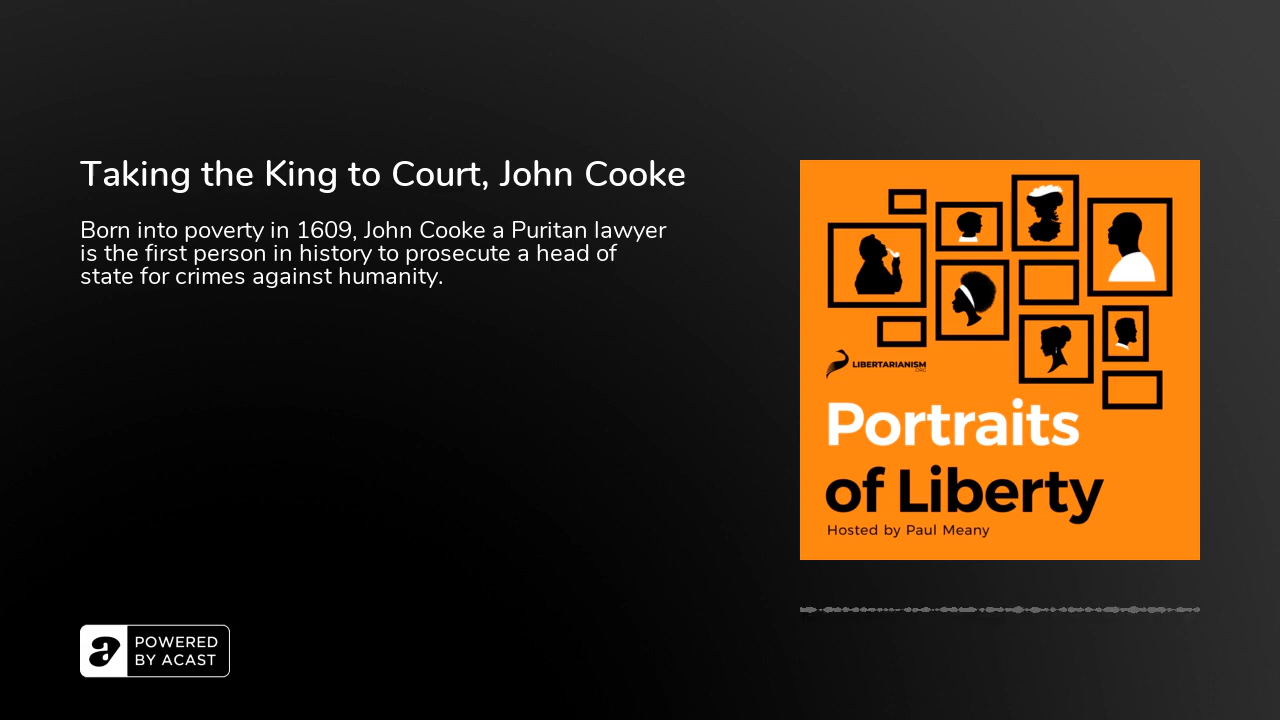 Taking the King to Court, John Cooke
Born into poverty in 1609, John Cooke a Puritan lawyer
is the first person in history to prosecute a head of
state for crimes against humanity.
LIBERTARIANISM
.ORG
Portraits
of Liberty
Hosted by Paul Meany
a POWERED
BY ACAST